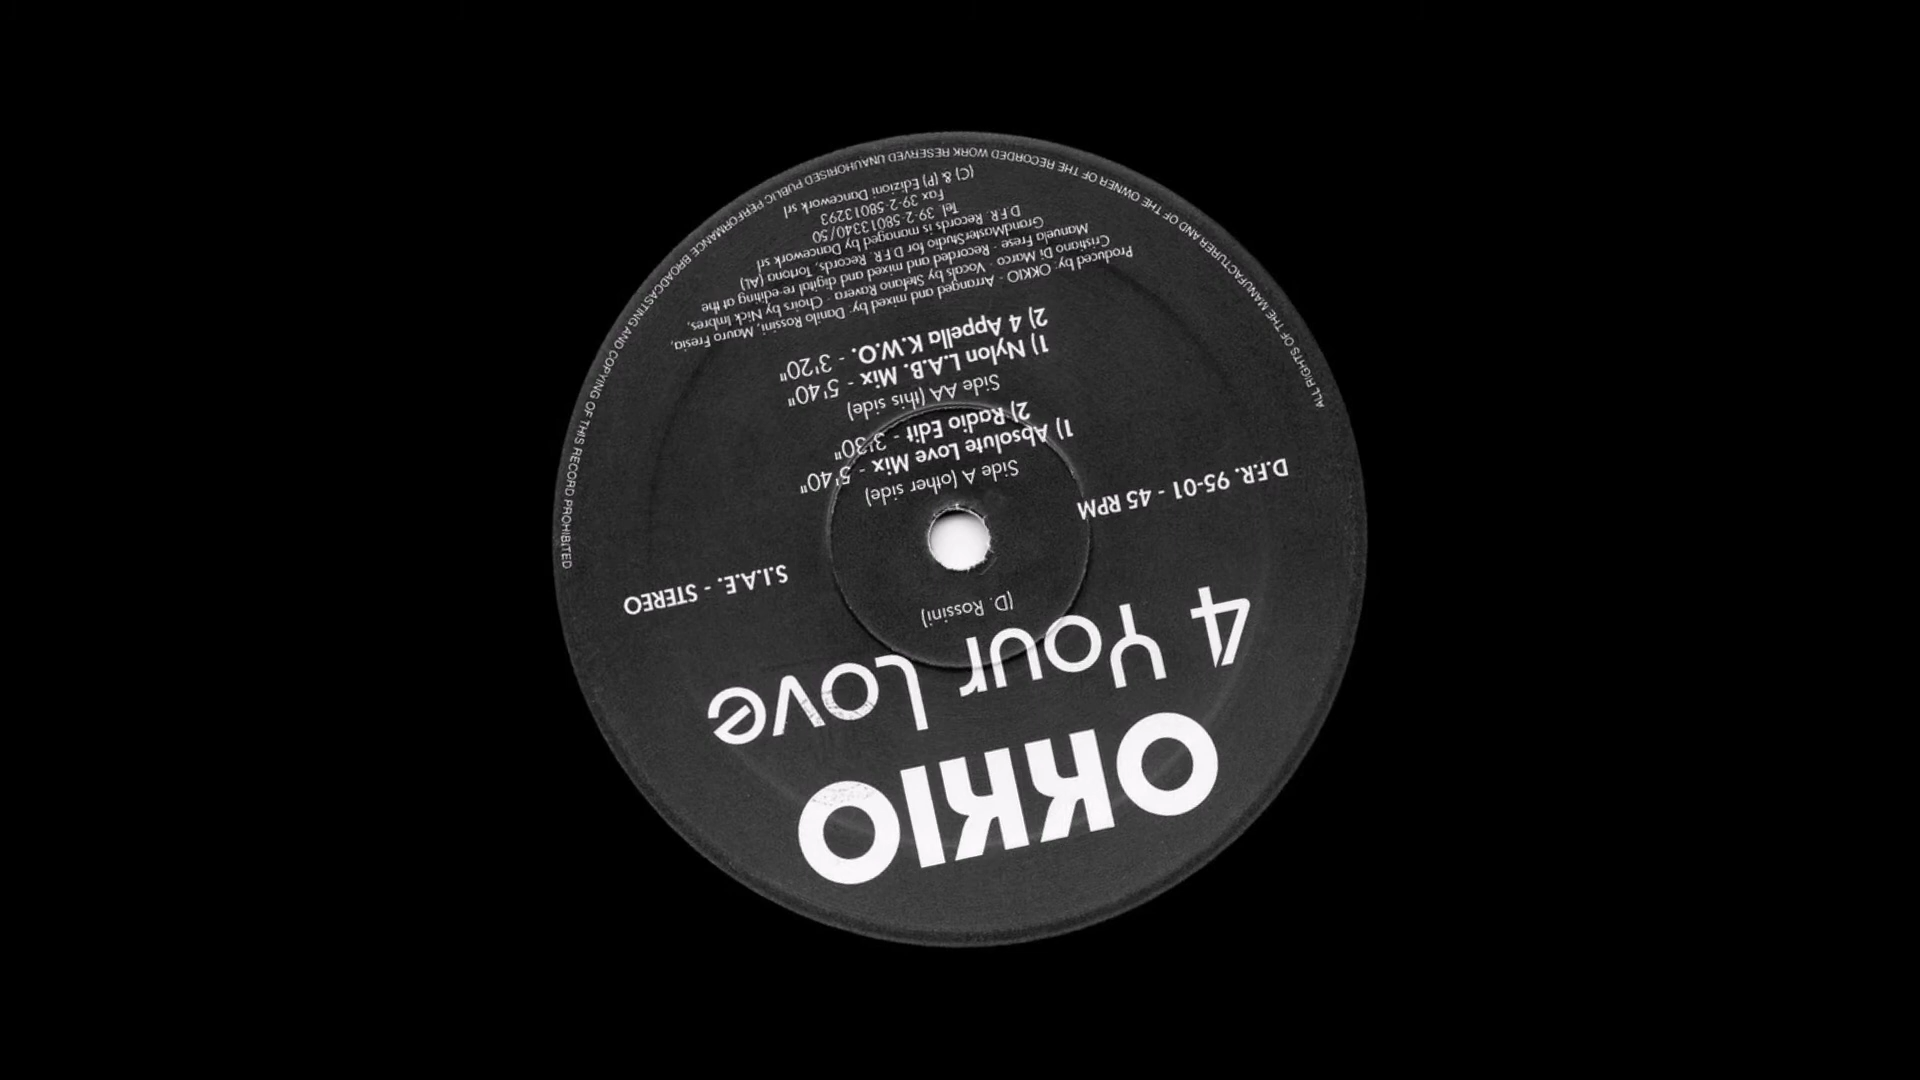 OKKIO
4 Your Love
(D. Rossini)
D.F.R. 95-01 - 45 RPM
S.I.A.E. - STEREO
Side A (other side)
1) Absolute Love Mix - 5'40"
2) Radio Edit - 3'30"
Side AA (this side)
1) Nylon L.A.B. Mix - 5'40"
2) 4 Appella K.W.O. - 3'20"
Produced by: OKKIO - Arranged and mixed by: Danilo Rossini, Mauro Fresia,
Cristiano Di Marco - Vocals by Stefano Ravera - Choirs by Nick Imbres,
Manuela Frese - Recorded and mixed and digital re-editing at the
GrandMasterStudio for D.F.R. Records, Tortona (AL)
D.F.R. Records is managed by Dancework srl
Tel. 39-2-58013340/50
Fax 39-2-58013293
(C) & (P) Edizioni Dancework srl
ALL RIGHTS OF THE MANUFACTURER AND OF THE OWNER OF THE RECORDED WORK RESERVED UNAUHORISED PUBLIC PERFORMANCE BROADCASTING AND COPYING OF THIS RECORD PROHIBITED